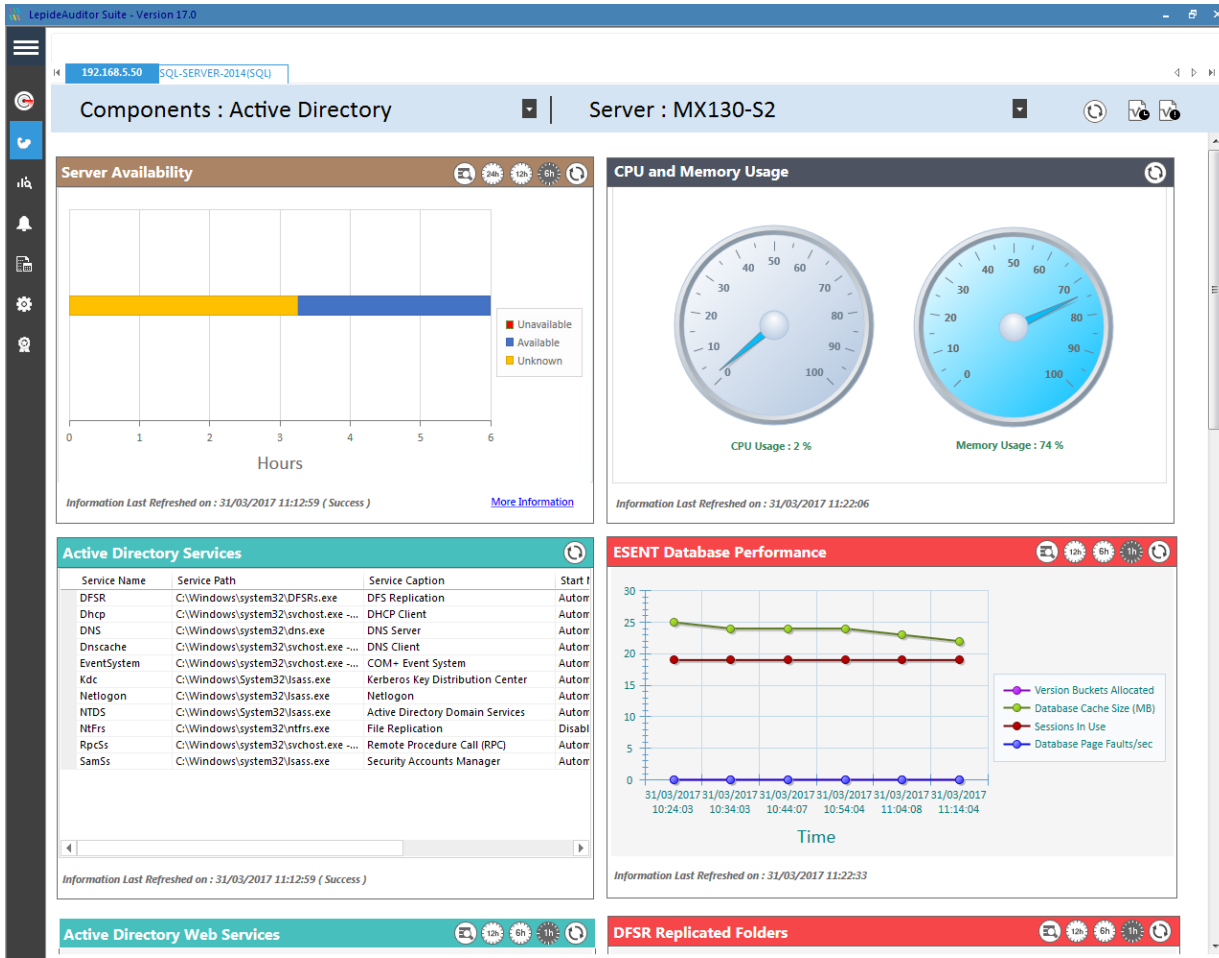 LepideAuditor Suite - Version 17.0
192.168.5.50 SQL-SERVER-2014(SQL)
Components : Active Directory Server : MX130-S2
Server Availability 24h 12h 6h
Unavailable
Available
Unknown
0 1 2 3 4 5 6
Hours
Information Last Refreshed on : 31/03/2017 11:12:59 ( Success ) More Information
CPU and Memory Usage
0 10 20 30 40 50 60 70 80 90 100
CPU Usage : 2 %
0 10 20 30 40 50 60 70 80 90 100
Memory Usage : 74 %
Information Last Refreshed on : 31/03/2017 11:22:06
Active Directory Services
Service Name Service Path Service Caption Start
DFSR C:\Windows\system32\DFSRs.exe DFS Replication Autom
Dhcp C:\Windows\system32\svchost.exe -... DHCP Client Autom
DNS C:\Windows\system32\dns.exe DNS Server Autom
Dnscache C:\Windows\system32\svchost.exe -... DNS Client Autom
EventSystem C:\Windows\system32\svchost.exe -... COM+ Event System Autom
Kdc C:\Windows\System32\lsass.exe Kerberos Key Distribution Center Autom
Netlogon C:\Windows\system32\lsass.exe Netlogon Autom
NTDS C:\Windows\System32\lsass.exe Active Directory Domain Services Autom
NtFrs C:\Windows\system32\ntfrs.exe File Replication Disabl
RpcSs C:\Windows\system32\svchost.exe -... Remote Procedure Call (RPC) Autom
SamSs C:\Windows\system32\lsass.exe Security Accounts Manager Autom
Information Last Refreshed on : 31/03/2017 11:12:59 ( Success )
ESENT Database Performance 12h 6h 1h
30
25
20
15
10
5
0
31/03/2017 31/03/2017 31/03/2017 31/03/2017 31/03/2017 31/03/2017
10:24:03 10:34:03 10:44:07 10:54:04 11:04:08 11:14:04
Time
Version Buckets Allocated
Database Cache Size (MB)
Sessions In Use
Database Page Faults/sec
Information Last Refreshed on : 31/03/2017 11:22:33
Active Directory Web Services 12h 6h 1h
DFSR Replicated Folders 12h 6h 1h